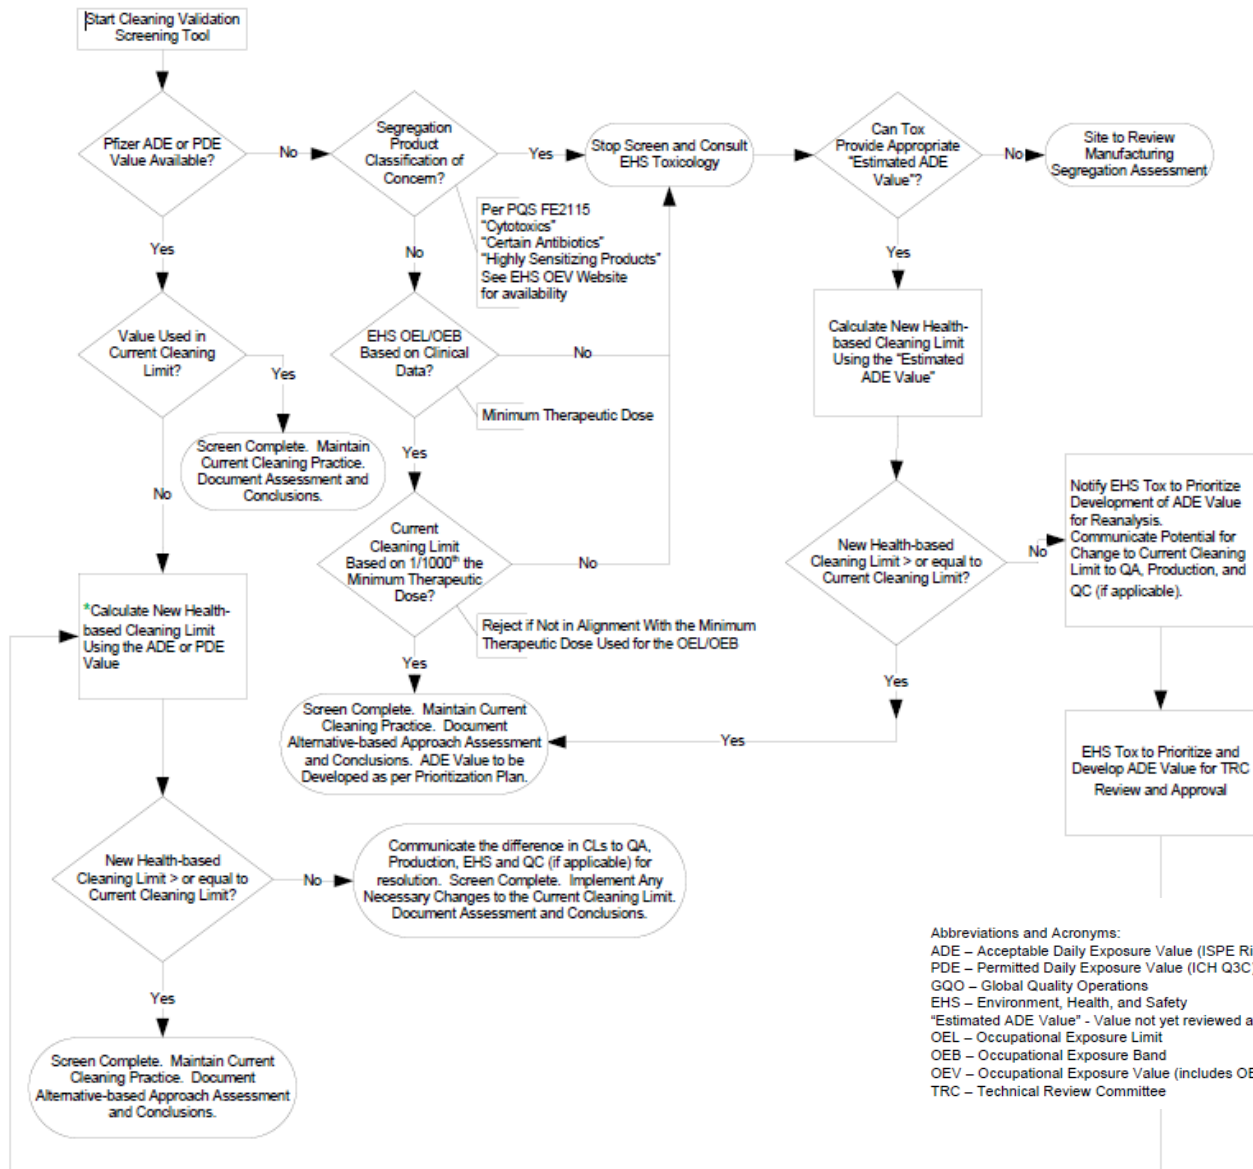 Start Cleaning Validation
Screening Tool
Pfizer ADE or PDE
Value Available?
No
Segregation
Product
Classification of
Concern?
Yes
Stop Screen and Consult
EHS Toxicology
Can Tox
Provide Appropriate
"Estimated ADE
Value"?
No
Site to Review
Manufacturing
Segregation Assessment
Per PQS FE2115
"Cytotoxics"
"Certain Antibiotics"
"Highly Sensitizing Products"
See EHS OEV Website
for availability
Yes
No
Yes
Value Used in
Current Cleaning
Limit?
Yes
EHS OEL/OEB
Based on Clinical
Data?
No
Minimum Therapeutic Dose
Calculate New Health-
based Cleaning Limit
Using the "Estimated
ADE Value"
Screen Complete. Maintain
Current Cleaning Practice.
Document Assessment and
Conclusions.
Yes
No
Current
Cleaning Limit
Based on 1/1000th the
Minimum Therapeutic
Dose?
No
Reject if Not in Alignment With the Minimum
Therapeutic Dose Used for the OEL/OEB
New Health-based
Cleaning Limit > or equal to
Current Cleaning Limit?
No
Notify EHS Tox to Prioritize
Development of ADE Value
for Reanalysis.
Communicate Potential for
Change to Current Cleaning
Limit to QA, Production, and
QC (if applicable).
*Calculate New Health-
based Cleaning Limit
Using the ADE or PDE
Value
Yes
Yes
Screen Complete. Maintain Current
Cleaning Practice. Document
Alternative-based Approach Assessment
and Conclusions. ADE Value to be
Developed as per Prioritization Plan.
Yes
EHS Tox to Prioritize and
Develop ADE Value for TRC
Review and Approval
New Health-based
Cleaning Limit > or equal to
Current Cleaning Limit?
No
Communicate the difference in CLs to QA,
Production, EHS and QC (if applicable) for
resolution. Screen Complete. Implement Any
Necessary Changes to the Current Cleaning Limit.
Document Assessment and Conclusions.
Yes
Screen Complete. Maintain Current
Cleaning Practice. Document
Alternative-based Approach Assessment
and Conclusions.
Abbreviations and Acronyms:
ADE – Acceptable Daily Exposure Value (ISPE Ri
PDE – Permitted Daily Exposure Value (ICH Q3C)
GQO – Global Quality Operations
EHS – Environment, Health, and Safety
"Estimated ADE Value" - Value not yet reviewed a
OEL – Occupational Exposure Limit
OEB – Occupational Exposure Band
OEV – Occupational Exposure Value (includes OE
TRC – Technical Review Committee